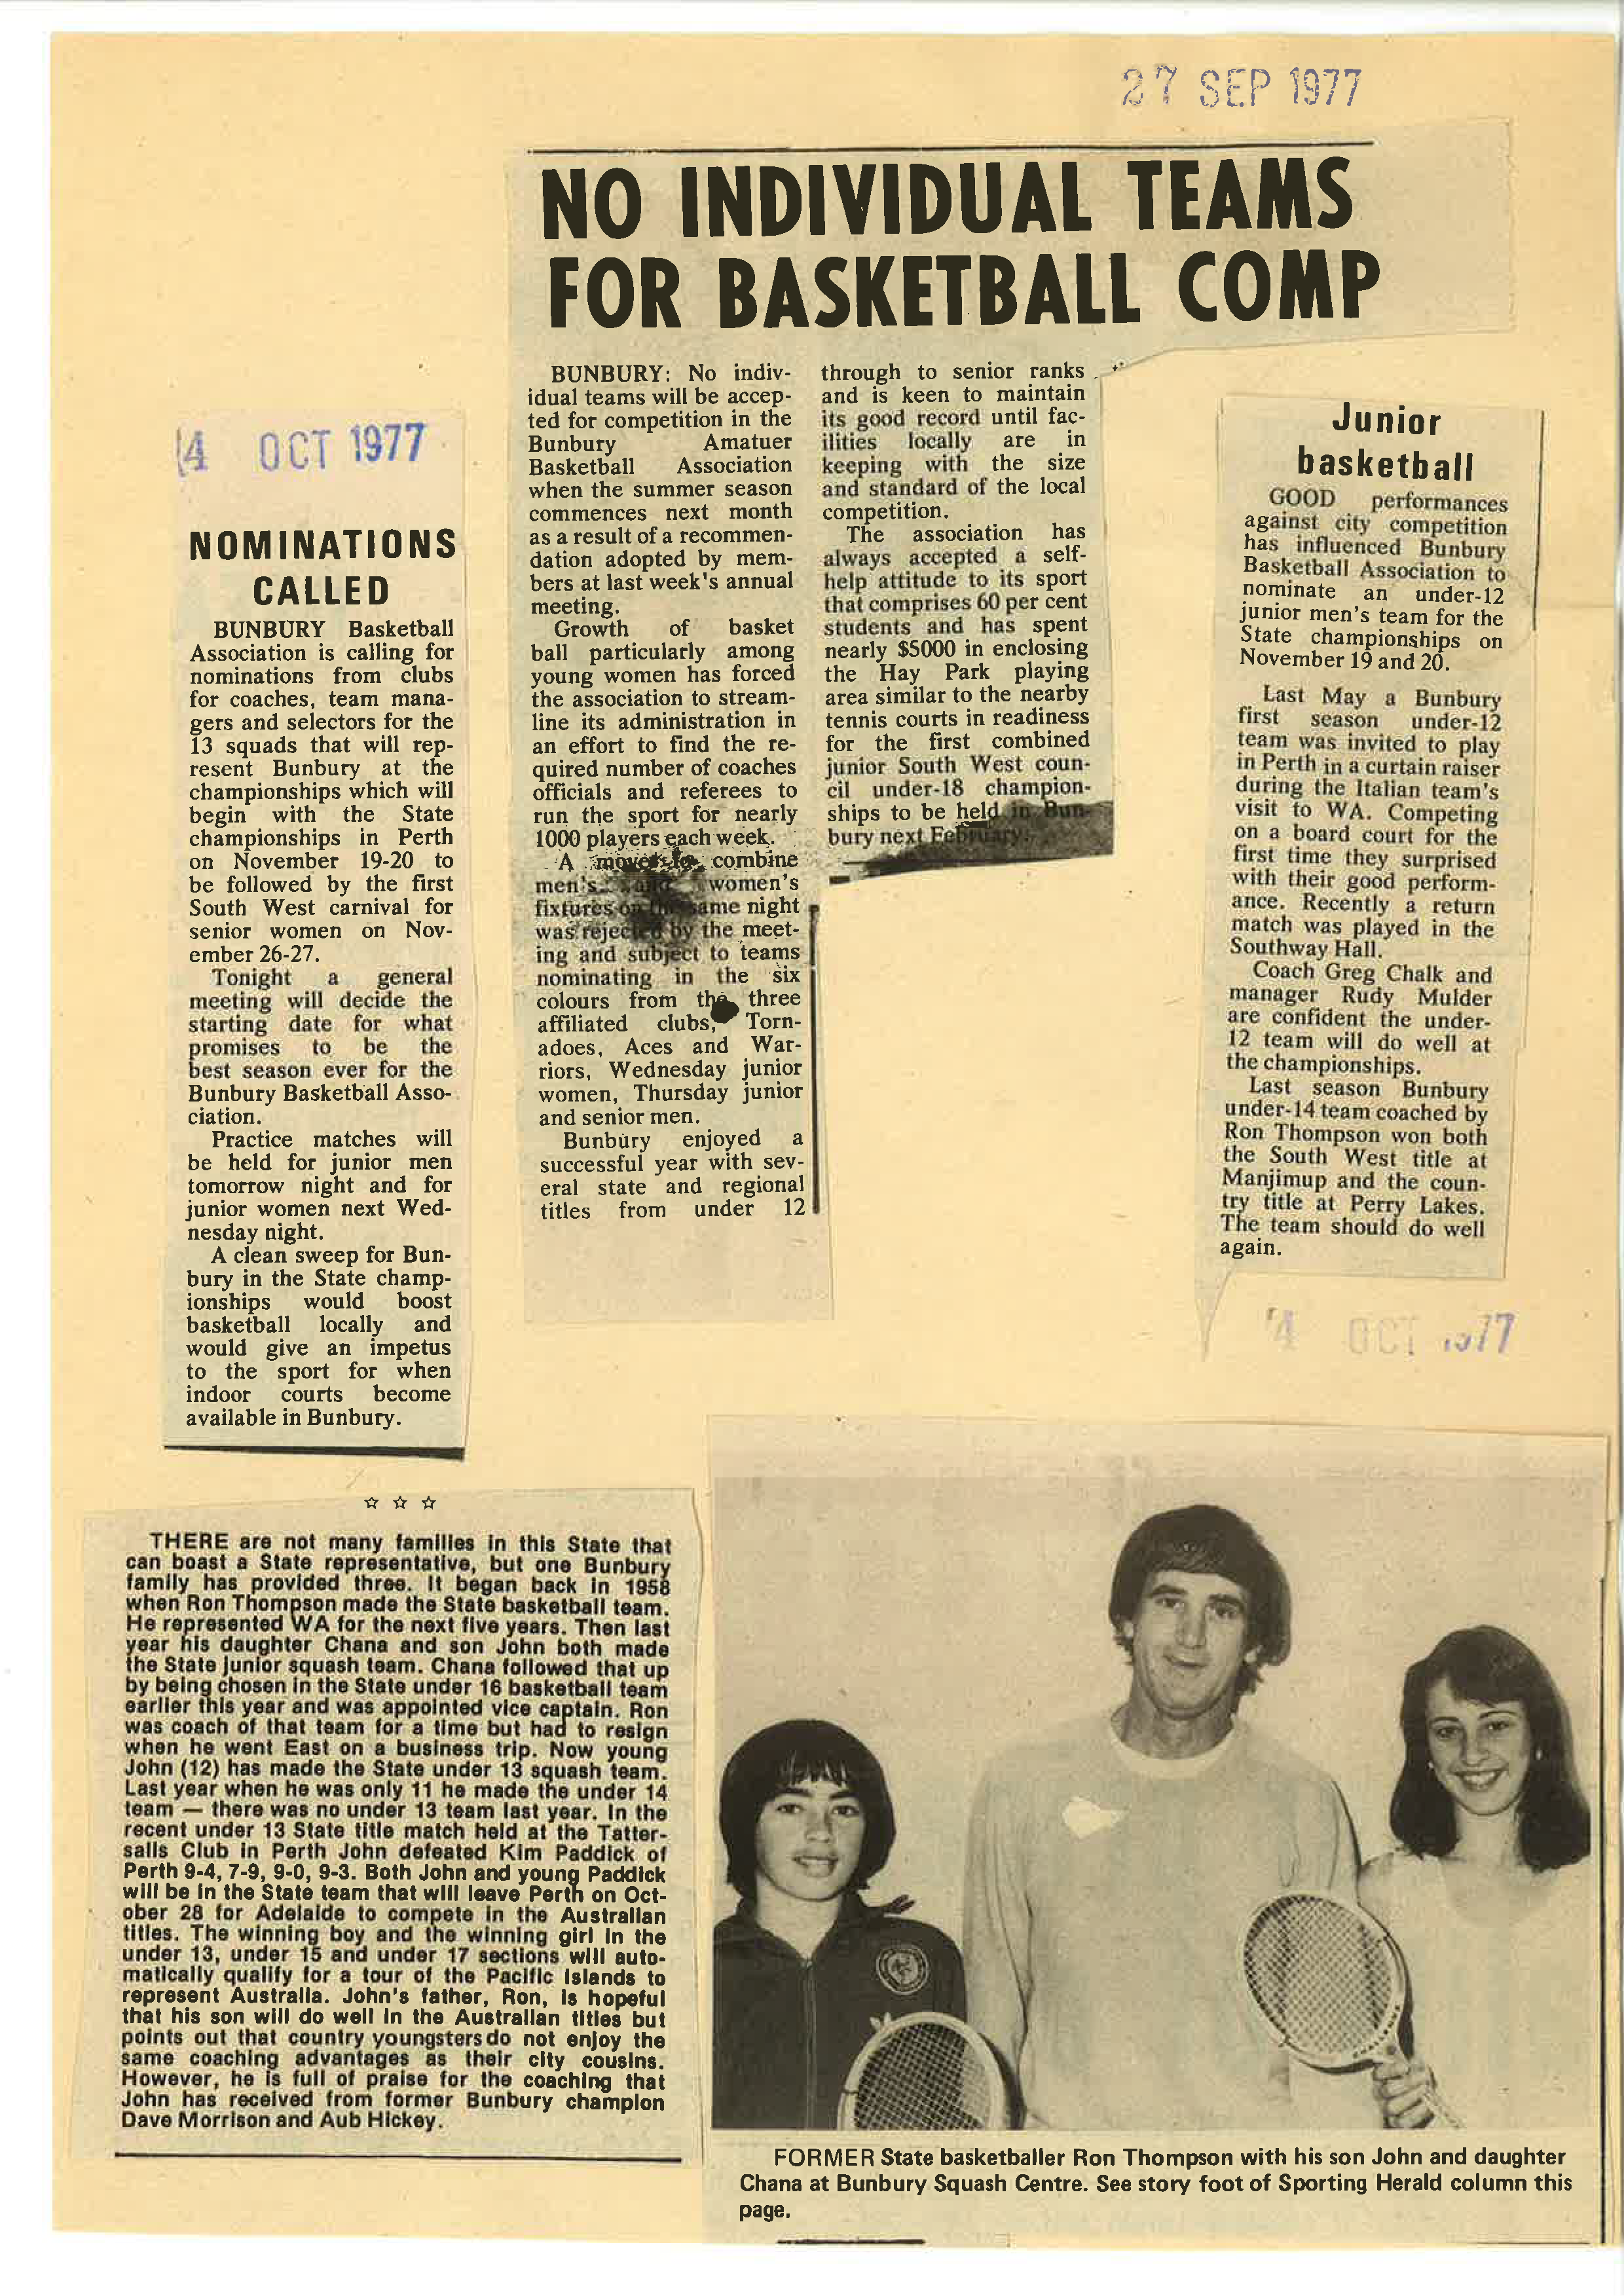 27 SEP 1977
NO INDIVIDUAL TEAMS
FOR BASKETBALL COMP
BUNBURY: No indiv-
idual teams will be accep-
ted for competition in the
Bunbury Amatuer
Basketball Association
when the summer season
commences next month
as a result of a recommen-
dation adopted by mem-
bers at last week's annual
meeting.
Growth of basket
ball particularly among
young women has forced
the association to stream-
line its administration in
an effort to find the re-
quired number of coaches
officials and referees to
run the sport for nearly
1000 players each week.
A move to combine
men's and women's
fixtures on the same night
was rejected by the meet-
ing and subject to teams
nominating in the six
colours from the three
affiliated clubs, Torn-
adoes, Aces and War-
riors, Wednesday junior
women, Thursday junior
and senior men.
Bunbury enjoyed a
successful year with sev-
eral state and regional
titles from under 12
through to senior ranks
and is keen to maintain
its good record until fac-
ilities locally are in
keeping with the size
and standard of the local
competition.
The association has
always accepted a self-
help attitude to its sport
that comprises 60 per cent
students and has spent
nearly $5000 in enclosing
the Hay Park playing
area similar to the nearby
tennis courts in readiness
for the first combined
junior South West coun-
cil under-18 champion-
ships to be held in Bun-
bury next February.
14 OCT 1977
NOMINATIONS
CALLED
BUNBURY Basketball
Association is calling for
nominations from clubs
for coaches, team mana-
gers and selectors for the
13 squads that will rep-
resent Bunbury at the
championships which will
begin with the State
championships in Perth
on November 19-20 to
be followed by the first
South West carnival for
senior women on Nov-
ember 26-27.
Tonight a general
meeting will decide the
starting date for what
promises to be the
best season ever for the
Bunbury Basketball Asso-
ciation.
Practice matches will
be held for junior men
tomorrow night and for
junior women next Wed-
nesday night.
A clean sweep for Bun-
bury in the State champ-
ionships would boost
basketball locally and
would give an impetus
to the sport for when
indoor courts become
available in Bunbury.
Junior
basketball
GOOD performances
against city competition
has influenced Bunbury
Basketball Association to
nominate an under-12
junior men's team for the
State championships on
November 19 and 20.
Last May a Bunbury
first season under-12
team was invited to play
in Perth in a curtain raiser
during the Italian team's
visit to WA. Competing
on a board court for the
first time they surprised
with their good perform-
ance. Recently a return
match was played in the
Southway Hall.
Coach Greg Chalk and
manager Rudy Mulder
are confident the under-
12 team will do well at
the championships.
Last season Bunbury
under-14 team coached by
Ron Thompson won both
the South West title at
Manjimup and the coun-
try title at Perry Lakes.
The team should do well
again.
4 OCT 1977
THERE are not many families in this State that
can boast a State representative, but one Bunbury
family has provided three. It began back in 1958
when Ron Thompson made the State basketball team.
He represented WA for the next five years. Then last
year his daughter Chana and son John both made
the State junior squash team. Chana followed that up
by being chosen in the State under 16 basketball team
earlier this year and was appointed vice captain. Ron
was coach of that team for a time but had to resign
when he went East on a business trip. Now young
John (12) has made the State under 13 squash team.
Last year when he was only 11 he made the under 14
team — there was no under 13 team last year. In the
recent under 13 State title match held at the Tatter-
salls Club in Perth John defeated Kim Paddick of
Perth 9-4, 7-9, 9-0, 9-3. Both John and young Paddick
will be in the State team that will leave Perth on Oct-
ober 28 for Adelaide to compete in the Australian
titles. The winning boy and the winning girl in the
under 13, under 15 and under 17 sections will auto-
matically qualify for a tour of the Pacific Islands to
represent Australia. John's father, Ron, is hopeful
that his son will do well in the Australian titles but
points out that country youngsters do not enjoy the
same coaching advantages as their city cousins.
However, he is full of praise for the coaching that
John has received from former Bunbury champion
Dave Morrison and Aub Hickey.
FORMER State basketballer Ron Thompson with his son John and daughter
Chana at Bunbury Squash Centre. See story foot of Sporting Herald column this
page.